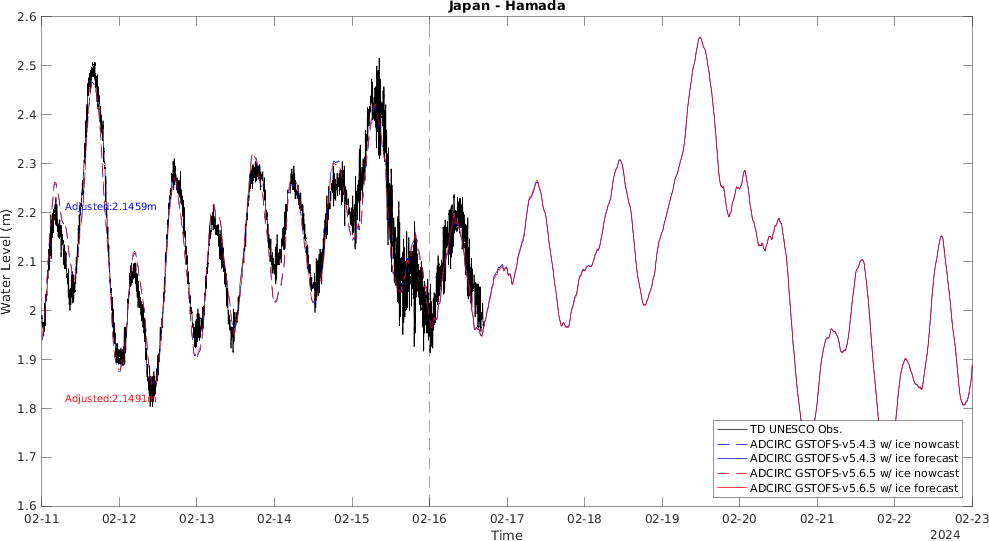 Japan - Hamada
2.6
2.5
2.4
2.3
2.2
2.1
2
1.9
1.8
1.7
1.6
Water Level (m)
Adjusted:2.1459m
Adjusted:2.1491m
TD UNESCO Obs.
ADCIRC GSTOFS-v5.4.3 w/ ice nowcast
ADCIRC GSTOFS-v5.4.3 w/ ice forecast
ADCIRC GSTOFS-v5.6.5 w/ ice nowcast
ADCIRC GSTOFS-v5.6.5 w/ ice forecast
02-11 02-12 02-13 02-14 02-15 02-16 02-17 02-18 02-19 02-20 02-21 02-22 02-23
Time
2024